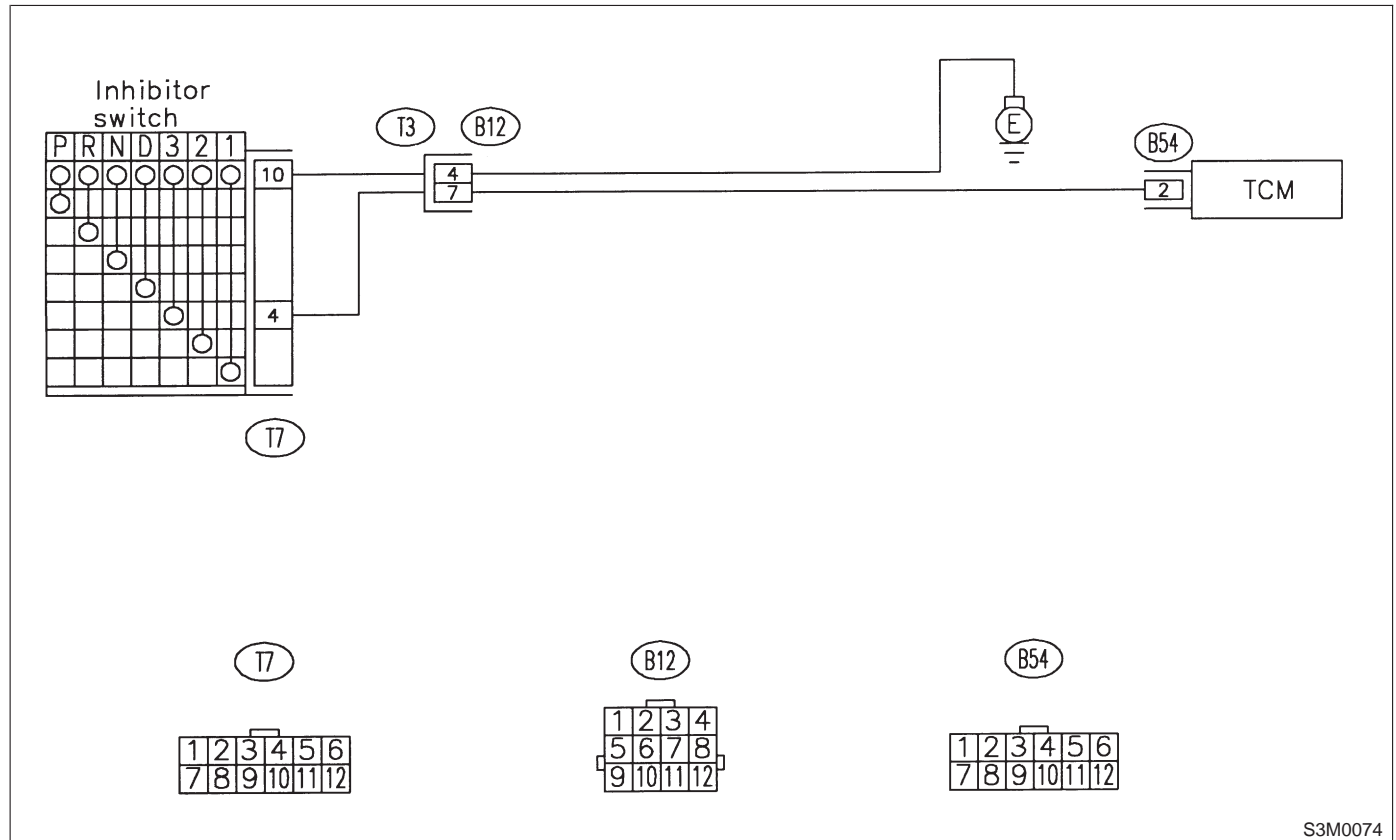 Inhibitor
switch
P R N D 3 2 1
T3 B12
E
B54
10
4
7
2
TCM
4
T7
T7 B12 B54
1 2 3 4 5 6
7 8 9 10 11 12
1 2 3 4
5 6 7 8
9 10 11 12
1 2 3 4 5 6
7 8 9 10 11 12
S3M0074